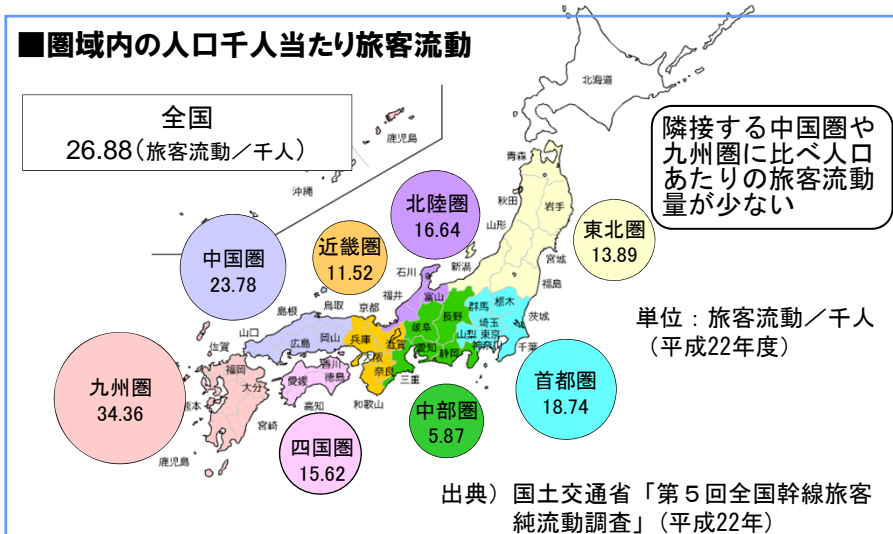 ■圏域内の人口千人当たり旅客流動
全国
26.88(旅客流動／千人)
鹿児島
沖縄
北海道
隣接する中国圏や
九州圏に比べ人口
あたりの旅客流動
量が少ない
青森
秋田
岩手
山形
宮城
福島
新潟
北陸圏
16.64
東北圏
13.89
中国圏
23.78
近畿圏
11.52
石川
富山
福井
群馬
栃木
茨城
長野
埼玉
東京
山梨
神奈川
千葉
岐阜
愛知
静岡
三重
滋賀
京都
兵庫
大阪
奈良
和歌山
鳥取
島根
岡山
広島
山口
香川
徳島
愛媛
高知
佐賀
福岡
大分
熊本
宮崎
鹿児島
単位：旅客流動／千人
（平成22年度）
九州圏
34.36
四国圏
15.62
中部圏
5.87
首都圏
18.74
出典）国土交通省「第５回全国幹線旅客
純流動調査」（平成22年）